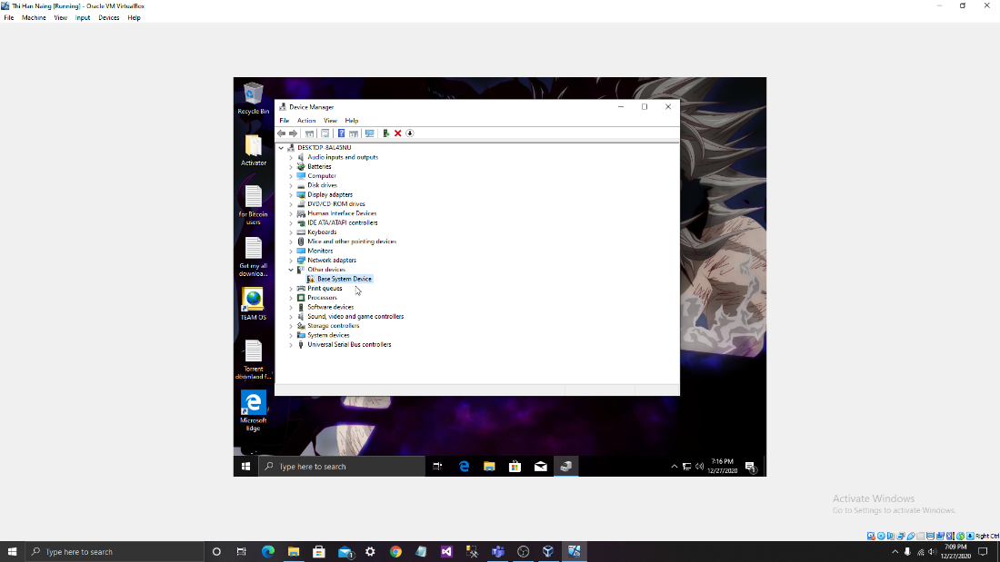 Thi Han Naing [Running] - Oracle VM VirtualBox
File Machine View Input Devices Help
Recycle Bin
Activator
for Bitcoin
users
Get my all
downloa...
TEAM OS
Torrent
downlaod f...
Microsoft
Edge
Device Manager
File Action View Help
DESKTOP-8AL45NU
Audio inputs and outputs
Batteries
Computer
Disk drives
Display adapters
DVD/CD-ROM drives
Human Interface Devices
IDE ATA/ATAPI controllers
Keyboards
Mice and other pointing devices
Monitors
Network adapters
Other devices
Base System Device
Print queues
Processors
Software devices
Sound, video and game controllers
Storage controllers
System devices
Universal Serial Bus controllers
Type here to search
7:16 PM
12/27/2020
1
Activate Windows
Go to Settings to activate Windows.
Right Ctrl
Type here to search
1
7:09 PM
12/27/2020